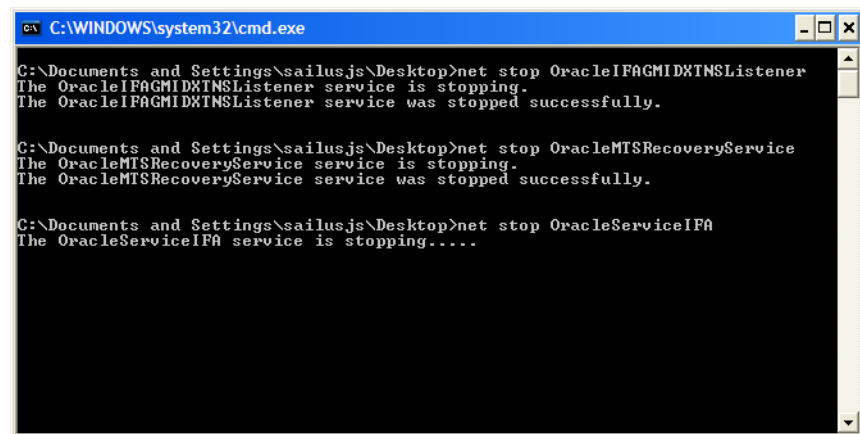 C:\WINDOWS\system32\cmd.exe
C:\Documents and Settings\sailusjs\Desktop>net stop OracleIFAGMIDXTNSListener
The OracleIFAGMIDXTNSListener service is stopping.
The OracleIFAGMIDXTNSListener service was stopped successfully.
C:\Documents and Settings\sailusjs\Desktop>net stop OracleMTSRecoveryService
The OracleMTSRecoveryService service is stopping.
The OracleMTSRecoveryService service was stopped successfully.
C:\Documents and Settings\sailusjs\Desktop>net stop OracleServiceIFA
The OracleServiceIFA service is stopping.....